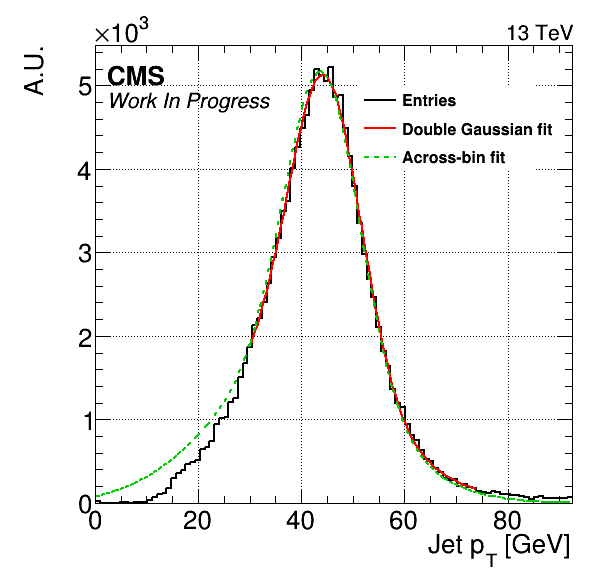 ×10³
13 TeV
A.U.
CMS
Work In Progress
Entries
Double Gaussian fit
Across-bin fit
5
4
3
2
1
0
0 20 40 60 80
Jet p_T [GeV]